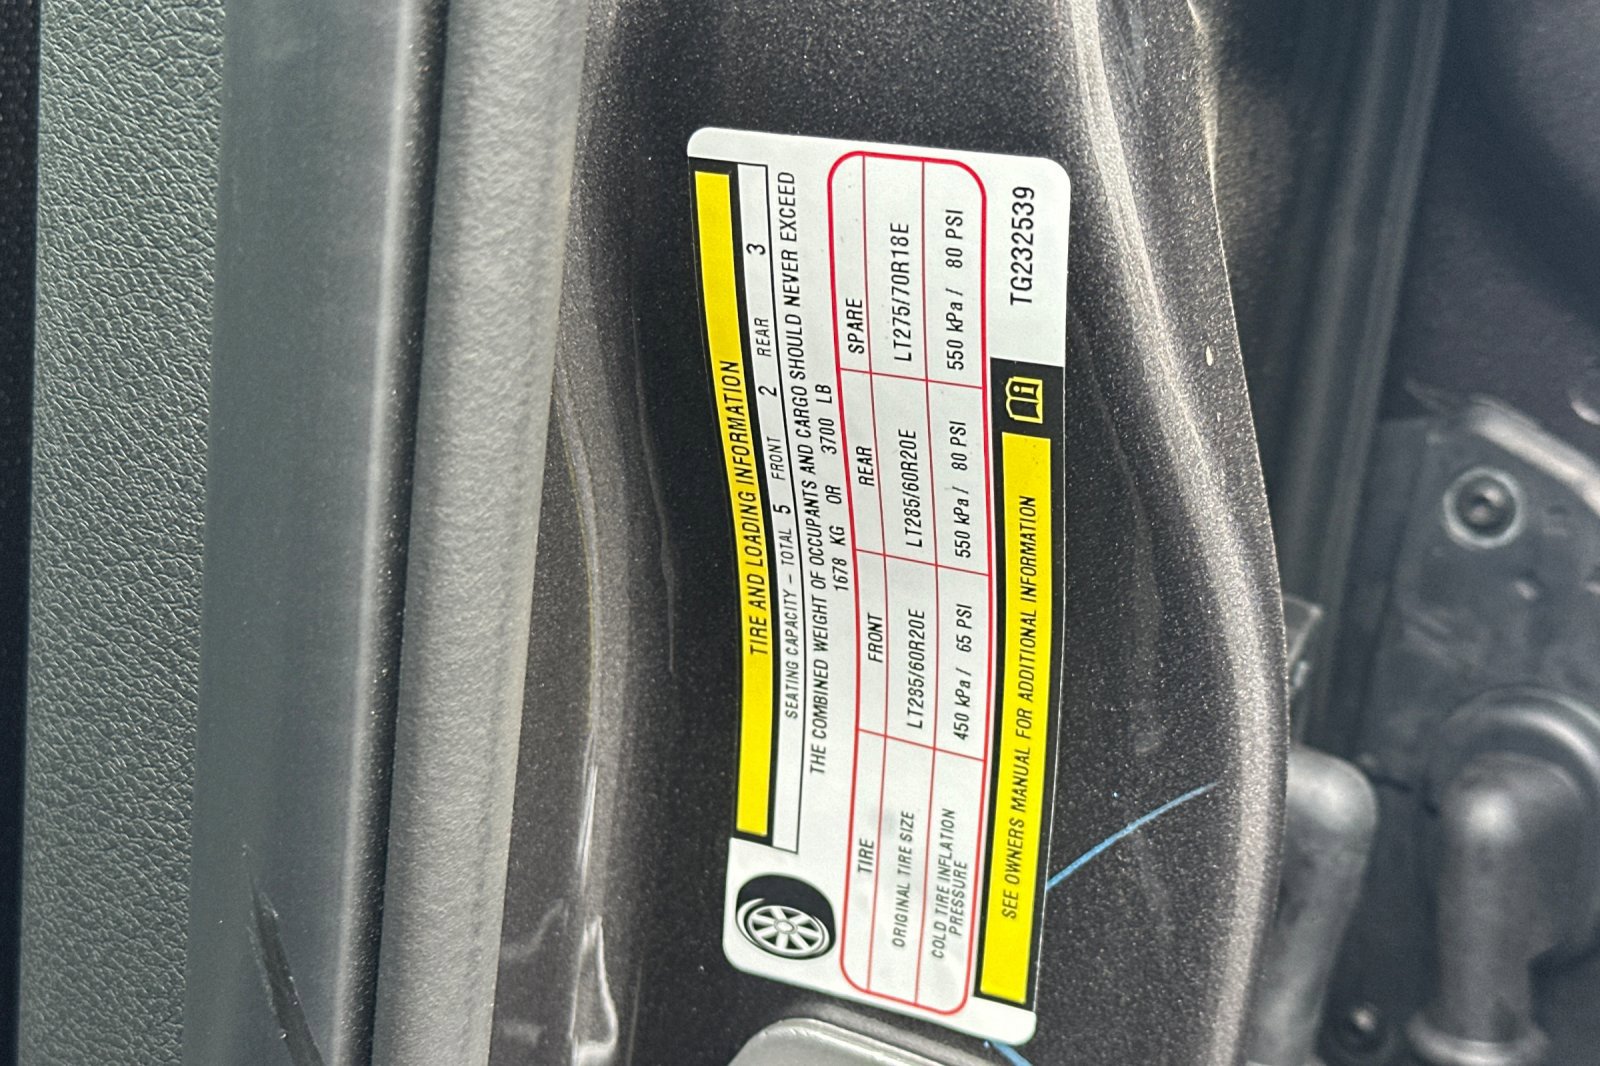 TIRE AND LOADING INFORMATION
SEATING CAPACITY – TOTAL 5 FRONT 2 REAR 3
THE COMBINED WEIGHT OF OCCUPANTS AND CARGO SHOULD NEVER EXCEED
1678 KG OR 3700 LB
TIRE FRONT REAR SPARE
ORIGINAL TIRE SIZE LT285/60R20E LT285/60R20E LT275/70R18E
COLD TIRE INFLATION PRESSURE 450 kPa / 65 PSI 550 kPa / 80 PSI 550 kPa / 80 PSI
SEE OWNERS MANUAL FOR ADDITIONAL INFORMATION
TG232539